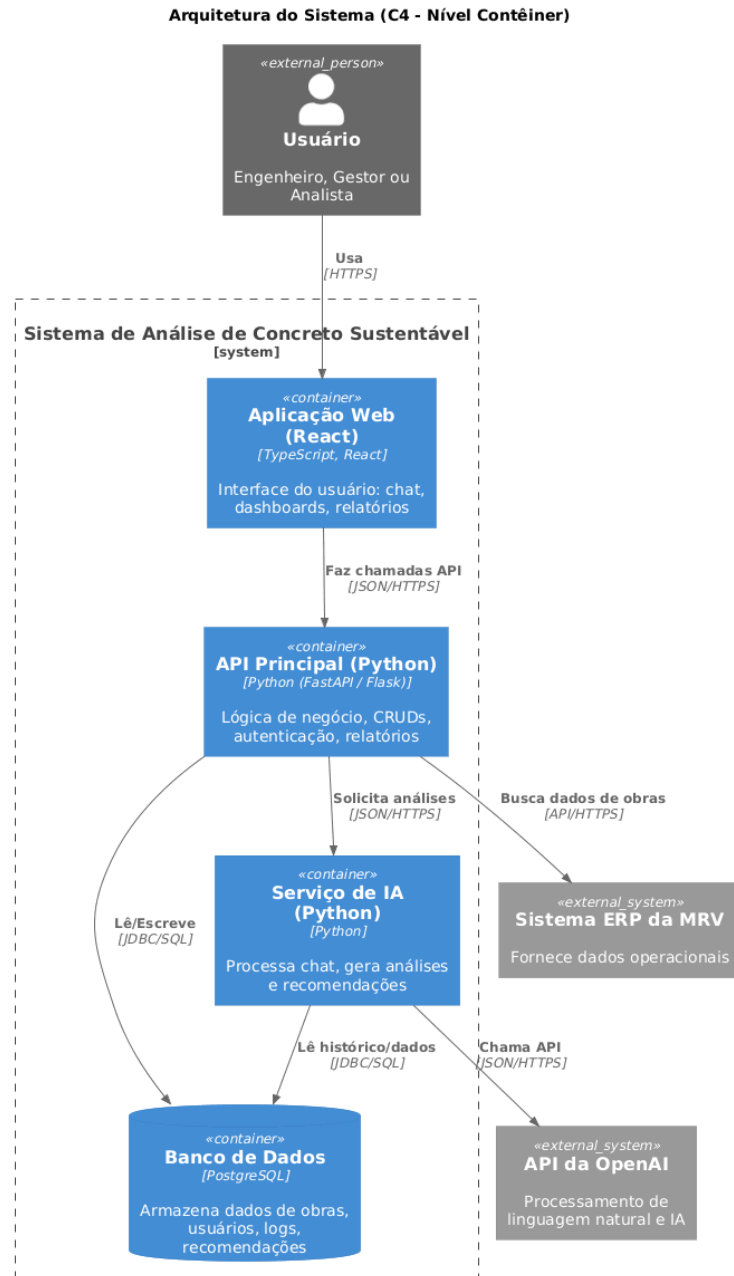 Arquitetura do Sistema (C4 - Nível Contêiner)
«external_person»
Usuário
Engenheiro, Gestor ou
Analista
Usa
[HTTPS]
Sistema de Análise de Concreto Sustentável
[system]
«container»
Aplicação Web
(React)
[TypeScript, React]
Interface do usuário: chat,
dashboards, relatórios
Faz chamadas API
[JSON/HTTPS]
«container»
API Principal (Python)
[Python (FastAPI / Flask)]
Lógica de negócio, CRUDs,
autenticação, relatórios
Solicita análises
[JSON/HTTPS]
Busca dados de obras
[API/HTTPS]
«container»
Serviço de IA
(Python)
[Python]
Processa chat, gera análises
e recomendações
«external_system»
Sistema ERP da MRV
Fornece dados operacionais
Lê/Escreve
[JDBC/SQL]
Lê histórico/dados
[JDBC/SQL]
Chama API
[JSON/HTTPS]
«container»
Banco de Dados
[PostgreSQL]
Armazena dados de obras,
usuários, logs,
recomendações
«external_system»
API da OpenAI
Processamento de
linguagem natural e IA